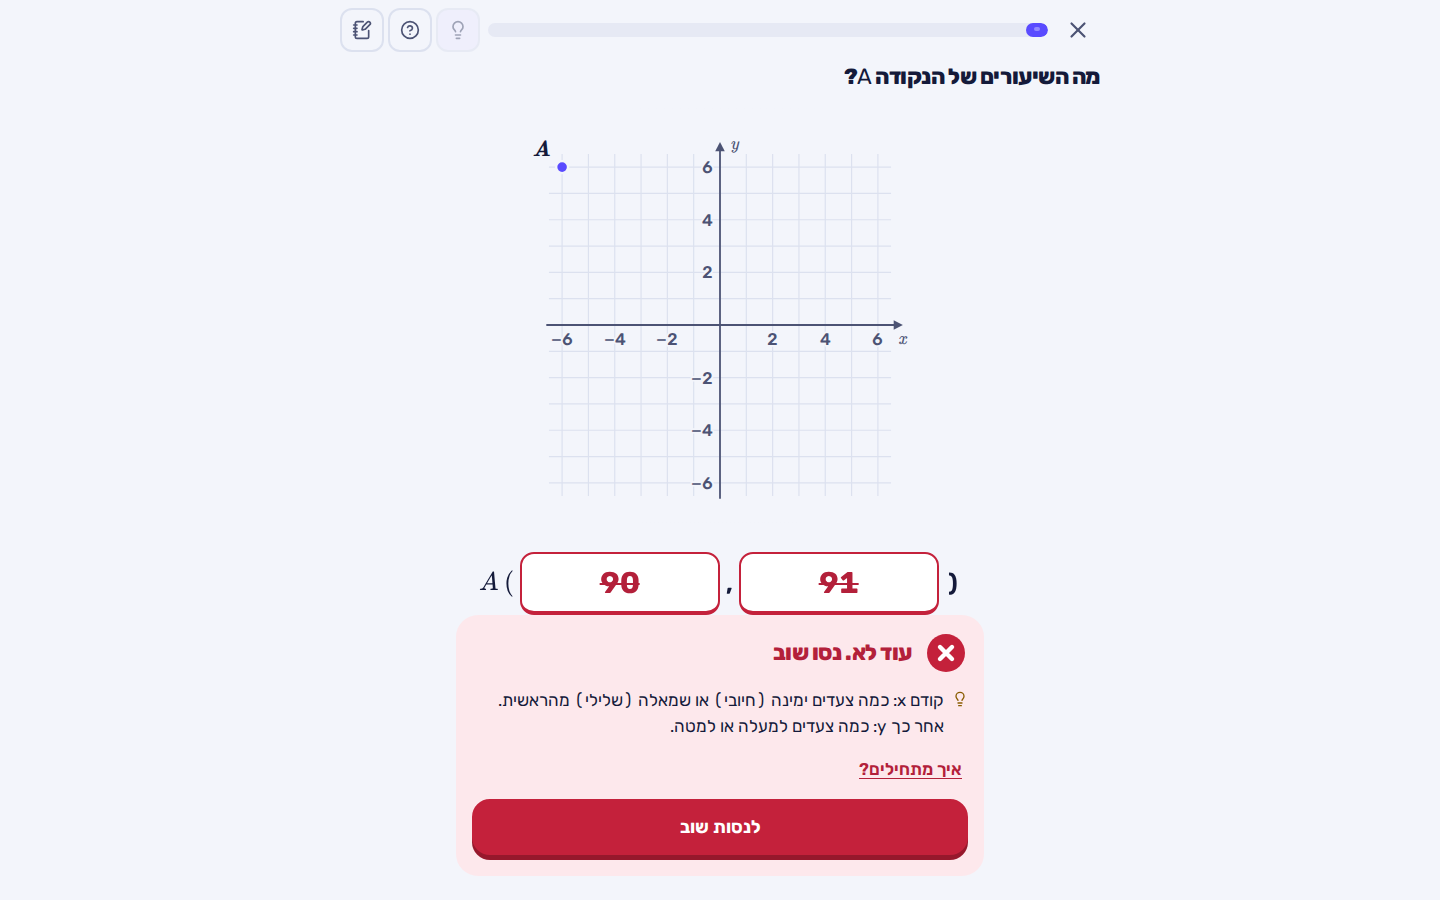 מה השיעורים של הנקודה A?
A
y
6
4
2
−6 −4 −2 2 4 6 x
−2
−4
−6
A ( 90 , 91 )
עוד לא. נסו שוב
קודם x: כמה צעדים ימינה (חיובי) או שמאלה (שלילי) מהראשית.
אחר כך y: כמה צעדים למעלה או למטה.
איך מתחילים?
לנסות שוב